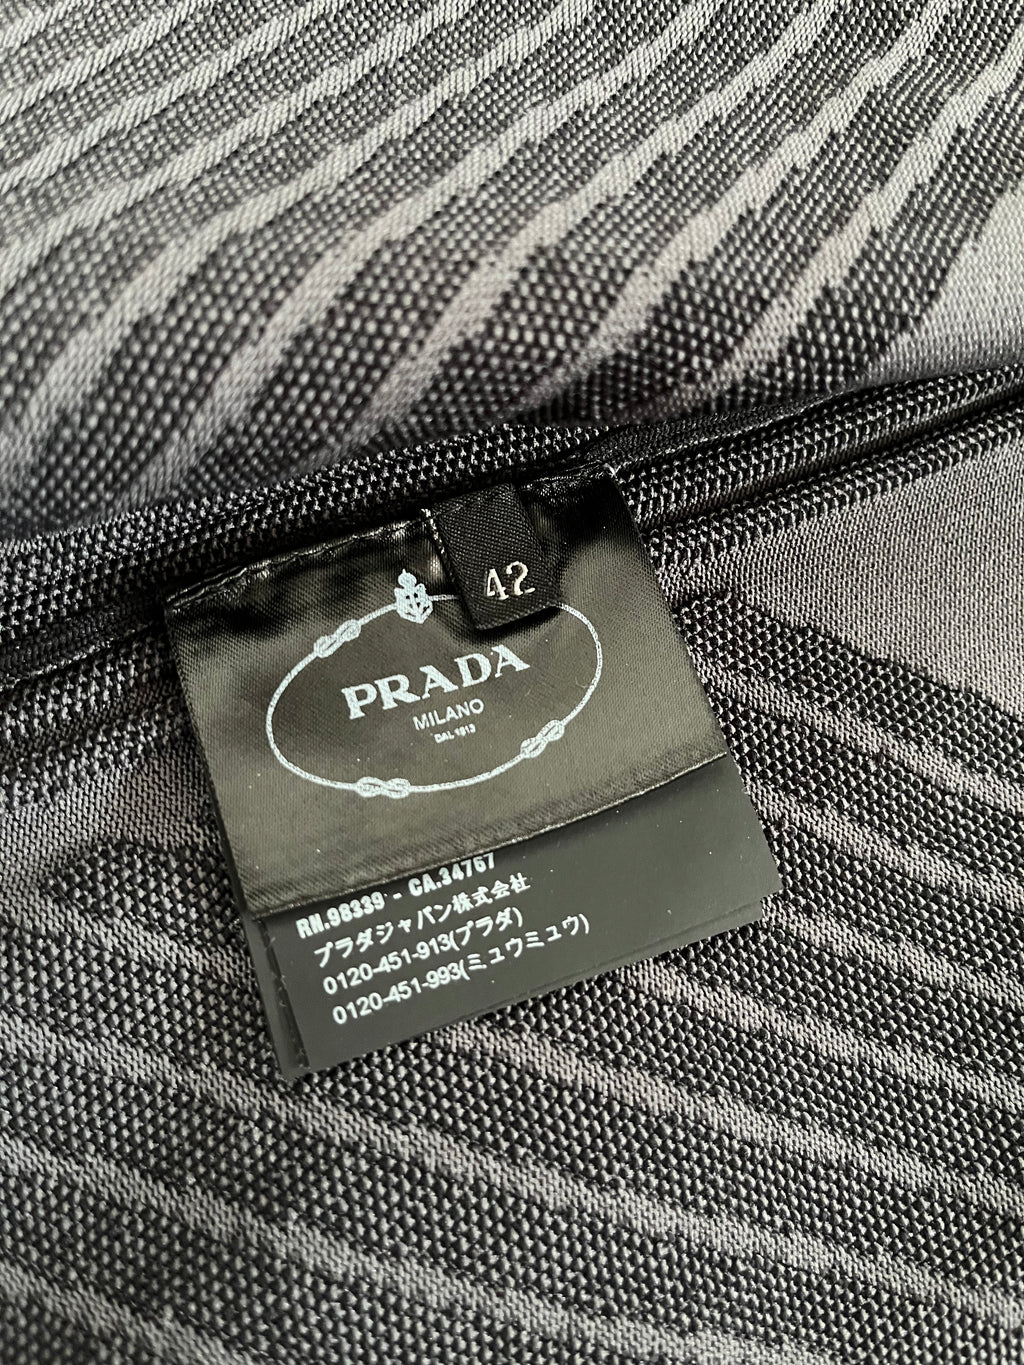 42
PRADA
MILANO
DAL 1913
RN.98339 - CA.34767
プラダジャパン株式会社
0120-451-913(プラダ)
0120-451-993(ミュウミュウ)